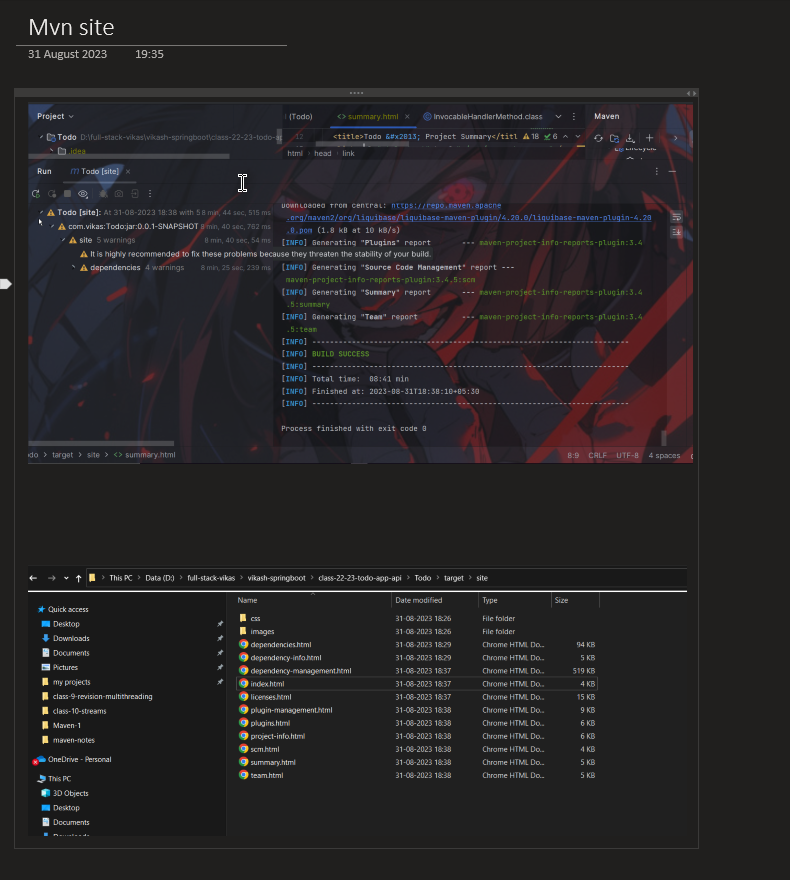 Mvn site
31 August 2023 19:35
Project
(Todo)
summary.html
InvocableHandlerMethod.class
Maven
Todo D:\full-stack-vikas\vikash-springboot\class-22-23-todo-a
.idea
12 <title>Todo &#x2013; Project Summary</titl 18 6
html › head › link
Run Todo [site]
Todo [site]: At 31-08-2023 18:38 with 5 8 min, 44 sec, 515 ms
com.vikas:Todo:jar:0.0.1-SNAPSHOT 8 min, 40 sec, 762 ms
site 5 warnings 8 min, 40 sec, 54 ms
It is highly recommended to fix these problems because they threaten the stability of your build.
dependencies 4 warnings 8 min, 25 sec, 239 ms
Downloaded from central: https://repo.maven.apache
.org/maven2/org/liquibase/liquibase-maven-plugin/4.20.0/liquibase-maven-plugin-4.20
.0.pom (1.8 kB at 10 kB/s)
[INFO] Generating "Plugins" report --- maven-project-info-reports-plugin:3.4
[INFO] Generating "Source Code Management" report ---
maven-project-info-reports-plugin:3.4.5:scm
[INFO] Generating "Summary" report --- maven-project-info-reports-plugin:3.4
.5:summary
[INFO] Generating "Team" report --- maven-project-info-reports-plugin:3.4
.5:team
[INFO] ------------------------------------------------------------------------
[INFO] BUILD SUCCESS
[INFO] ------------------------------------------------------------------------
[INFO] Total time: 08:41 min
[INFO] Finished at: 2023-08-31T18:38:10+05:30
[INFO] ------------------------------------------------------------------------
Process finished with exit code 0
do › target › site › summary.html
8:9 CRLF UTF-8 4 spaces
This PC › Data (D:) › full-stack-vikas › vikash-springboot › class-22-23-todo-app-api › Todo › target › site
Name Date modified Type Size
Quick access
Desktop
Downloads
Documents
Pictures
my projects
class-9-revision-multithreading
class-10-streams
Maven-1
maven-notes
OneDrive - Personal
This PC
3D Objects
Desktop
Documents
css 31-08-2023 18:26 File folder
images 31-08-2023 18:26 File folder
dependencies.html 31-08-2023 18:29 Chrome HTML Do... 94 KB
dependency-info.html 31-08-2023 18:29 Chrome HTML Do... 5 KB
dependency-management.html 31-08-2023 18:37 Chrome HTML Do... 519 KB
index.html 31-08-2023 18:37 Chrome HTML Do... 4 KB
licenses.html 31-08-2023 18:37 Chrome HTML Do... 15 KB
plugin-management.html 31-08-2023 18:38 Chrome HTML Do... 9 KB
plugins.html 31-08-2023 18:38 Chrome HTML Do... 6 KB
project-info.html 31-08-2023 18:38 Chrome HTML Do... 6 KB
scm.html 31-08-2023 18:38 Chrome HTML Do... 4 KB
summary.html 31-08-2023 18:38 Chrome HTML Do... 5 KB
team.html 31-08-2023 18:38 Chrome HTML Do... 5 KB